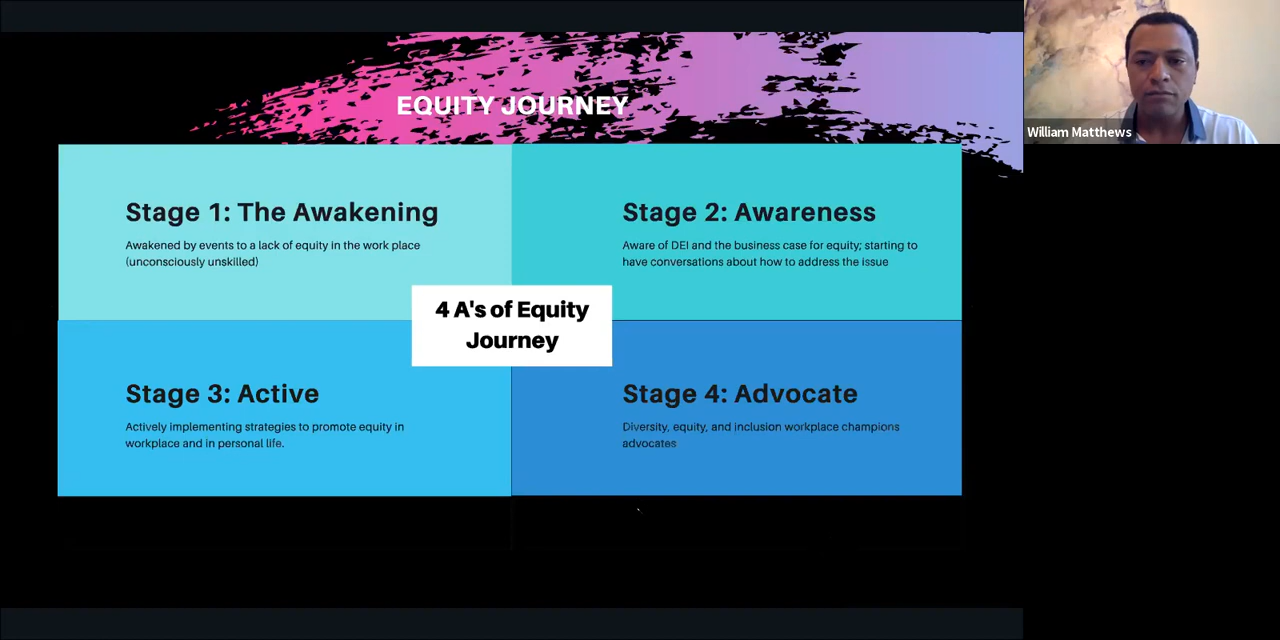 EQUITY JOURNEY
William Matthews
Stage 1: The Awakening
Awakened by events to a lack of equity in the work place
(unconsciously unskilled)
Stage 2: Awareness
Aware of DEI and the business case for equity; starting to
have conversations about how to address the issue
4 A's of Equity
Journey
Stage 3: Active
Actively implementing strategies to promote equity in
workplace and in personal life.
Stage 4: Advocate
Diversity, equity, and inclusion workplace champions
advocates